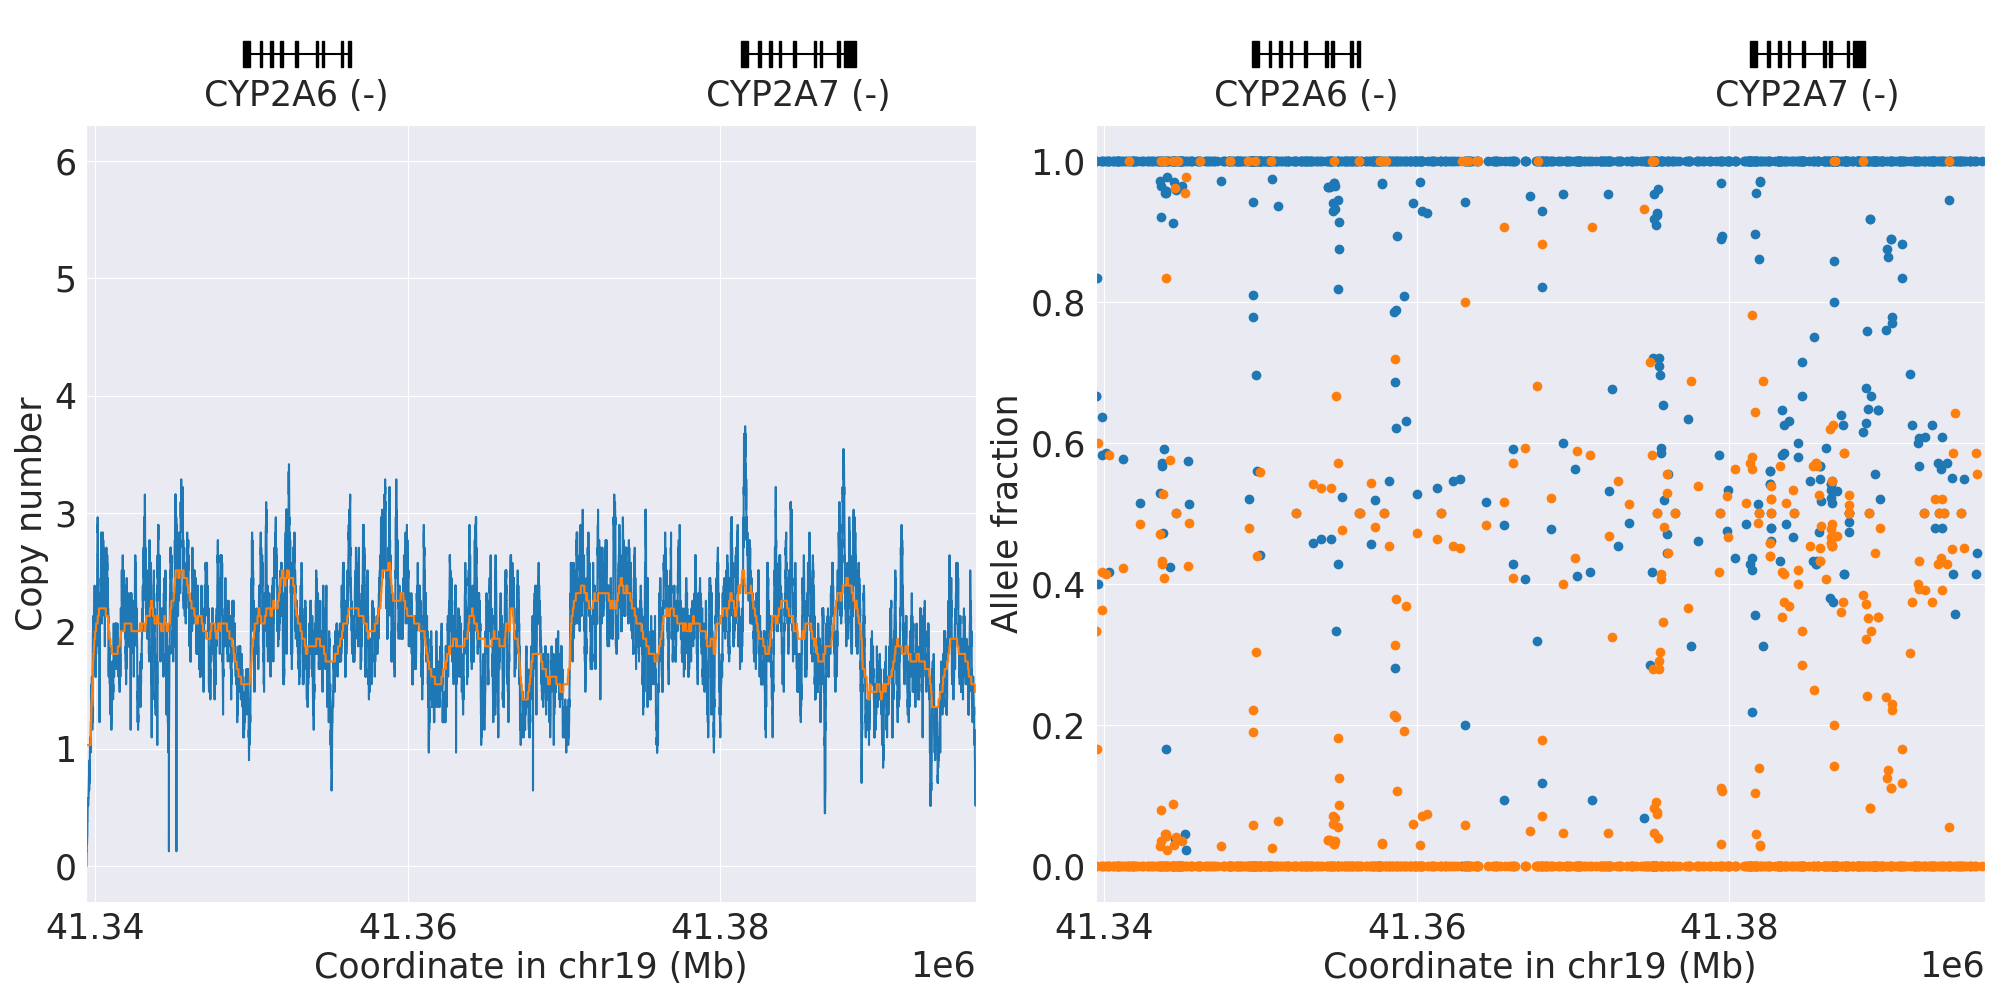 CYP2A6 (-)
CYP2A7 (-)
6
5
4
3
2
1
0
Copy number
41.34
41.36
41.38
Coordinate in chr19 (Mb)
1e6
CYP2A6 (-)
CYP2A7 (-)
1.0
0.8
0.6
0.4
0.2
0.0
Allele fraction
41.34
41.36
41.38
Coordinate in chr19 (Mb)
1e6